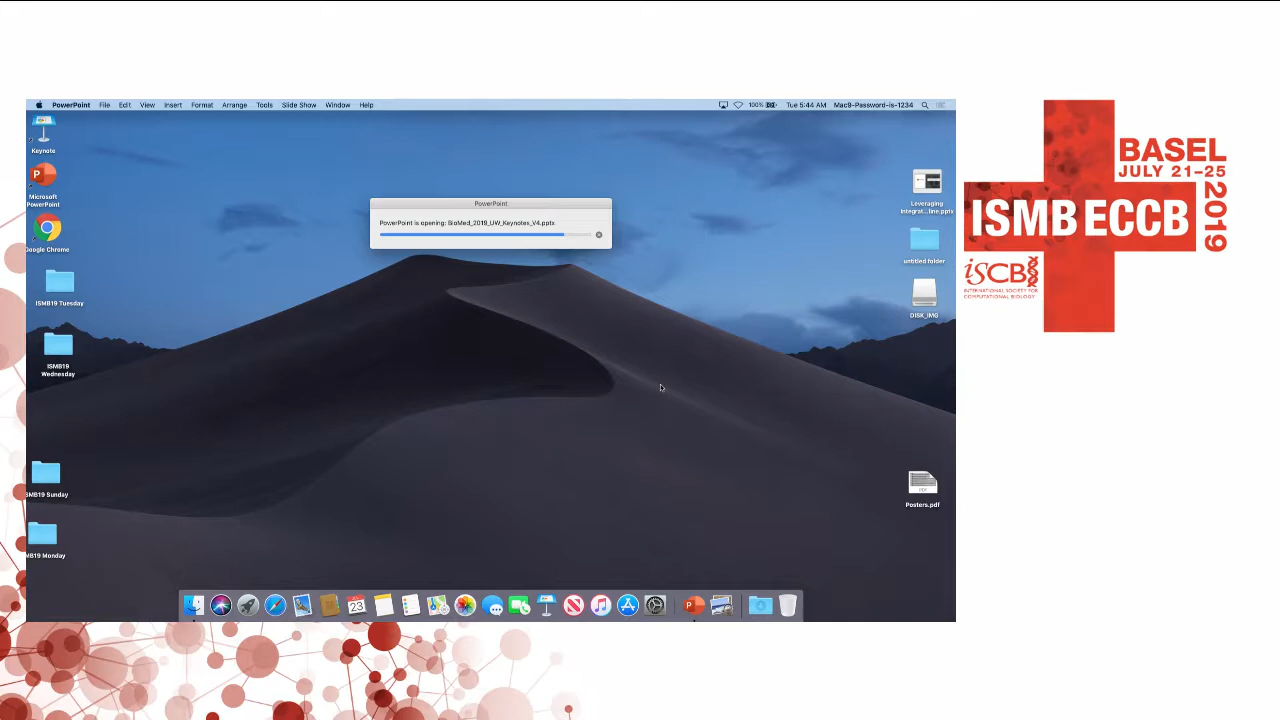 PowerPoint File Edit View Insert Format Arrange Tools Slide Show Window Help
100% Tue 5:44 AM Mac9-Password-is-1234
Keynote
Microsoft
PowerPoint
Google Chrome
ISMB19 Tuesday
ISMB19
Wednesday
SMB19 Sunday
MB19 Monday
PowerPoint
PowerPoint is opening: BioMed_2019_UW_Keynotes_V4.pptx
Leveraging
integrat...line.pptx
untitled folder
DISK_IMG
PDF
Posters.pdf
23
BASEL
JULY 21-25
2019
ISMB ECCB
iSCB
INTERNATIONAL SOCIETY FOR
COMPUTATIONAL BIOLOGY